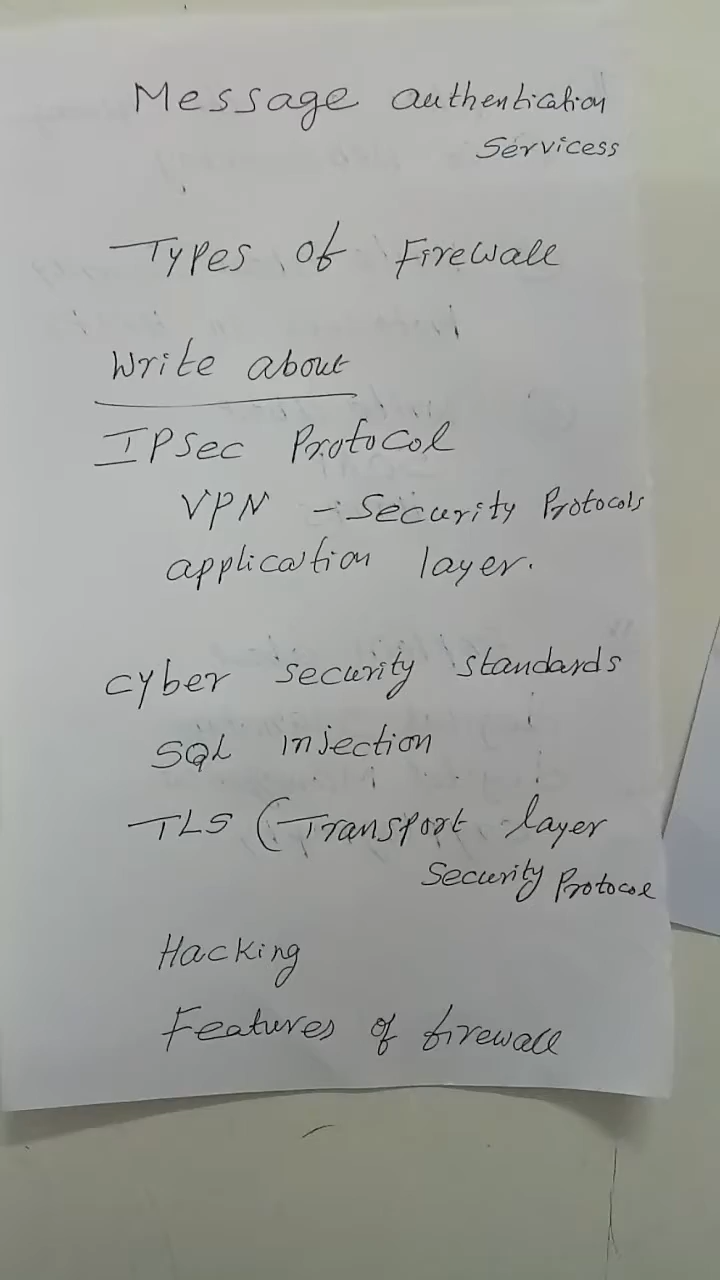 Message authentication
Servicess
Types of Firewall
Write about
IPSec Protocol
VPN - Security Protocols
application layer.
cyber security standards
SQL injection
TLS (Transport layer
Security Protocol
Hacking
Features of firewall